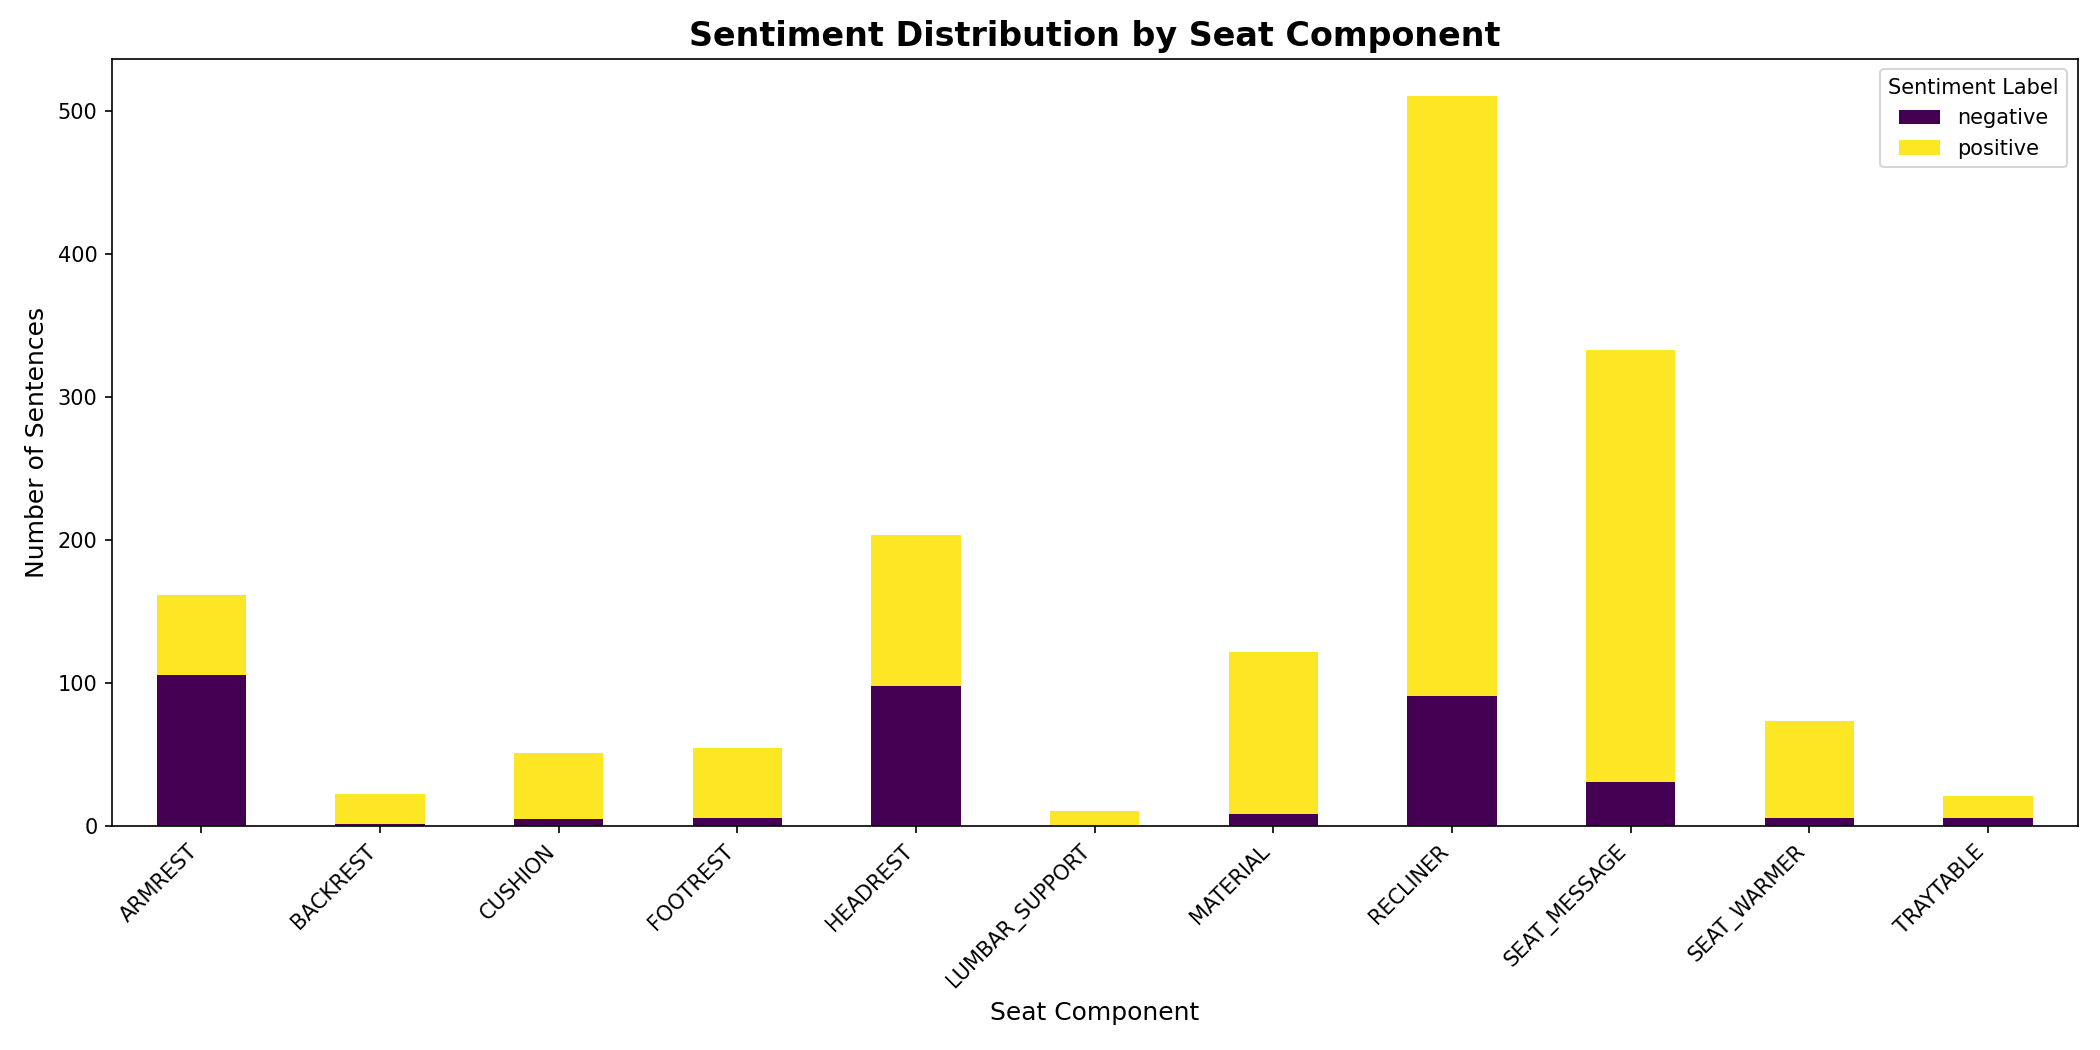 Sentiment Distribution by Seat Component
Sentiment Label
negative
positive
500
400
300
200
100
0
Number of Sentences
ARMREST
BACKREST
CUSHION
FOOTREST
HEADREST
LUMBAR_SUPPORT
MATERIAL
RECLINER
SEAT_MESSAGE
SEAT_WARMER
TRAYTABLE
Seat Component